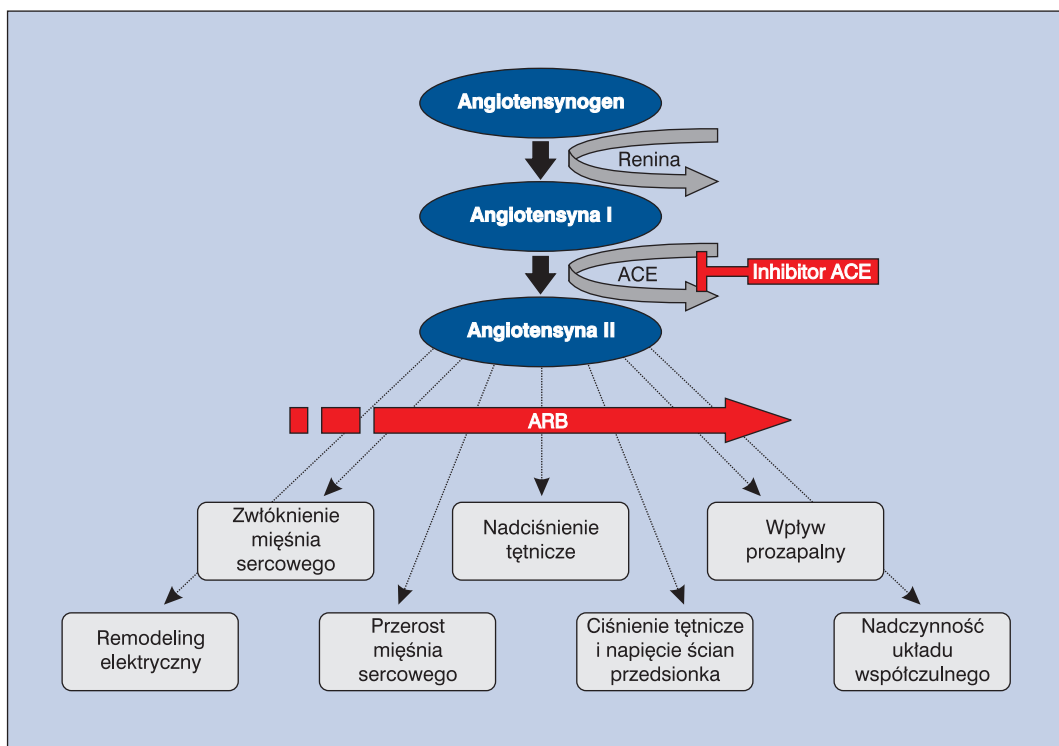 Angiotensynogen
Renina
Angiotensyna I
ACE
Inhibitor ACE
Angiotensyna II
ARB
Zwłóknienie
mięśnia
sercowego
Nadciśnienie
tętnicze
Wpływ
prozapalny
Remodeling
elektryczny
Przerost
mięśnia
sercowego
Ciśnienie tętnicze
i napięcie ścian
przedsionka
Nadczynność
układu
współczulnego